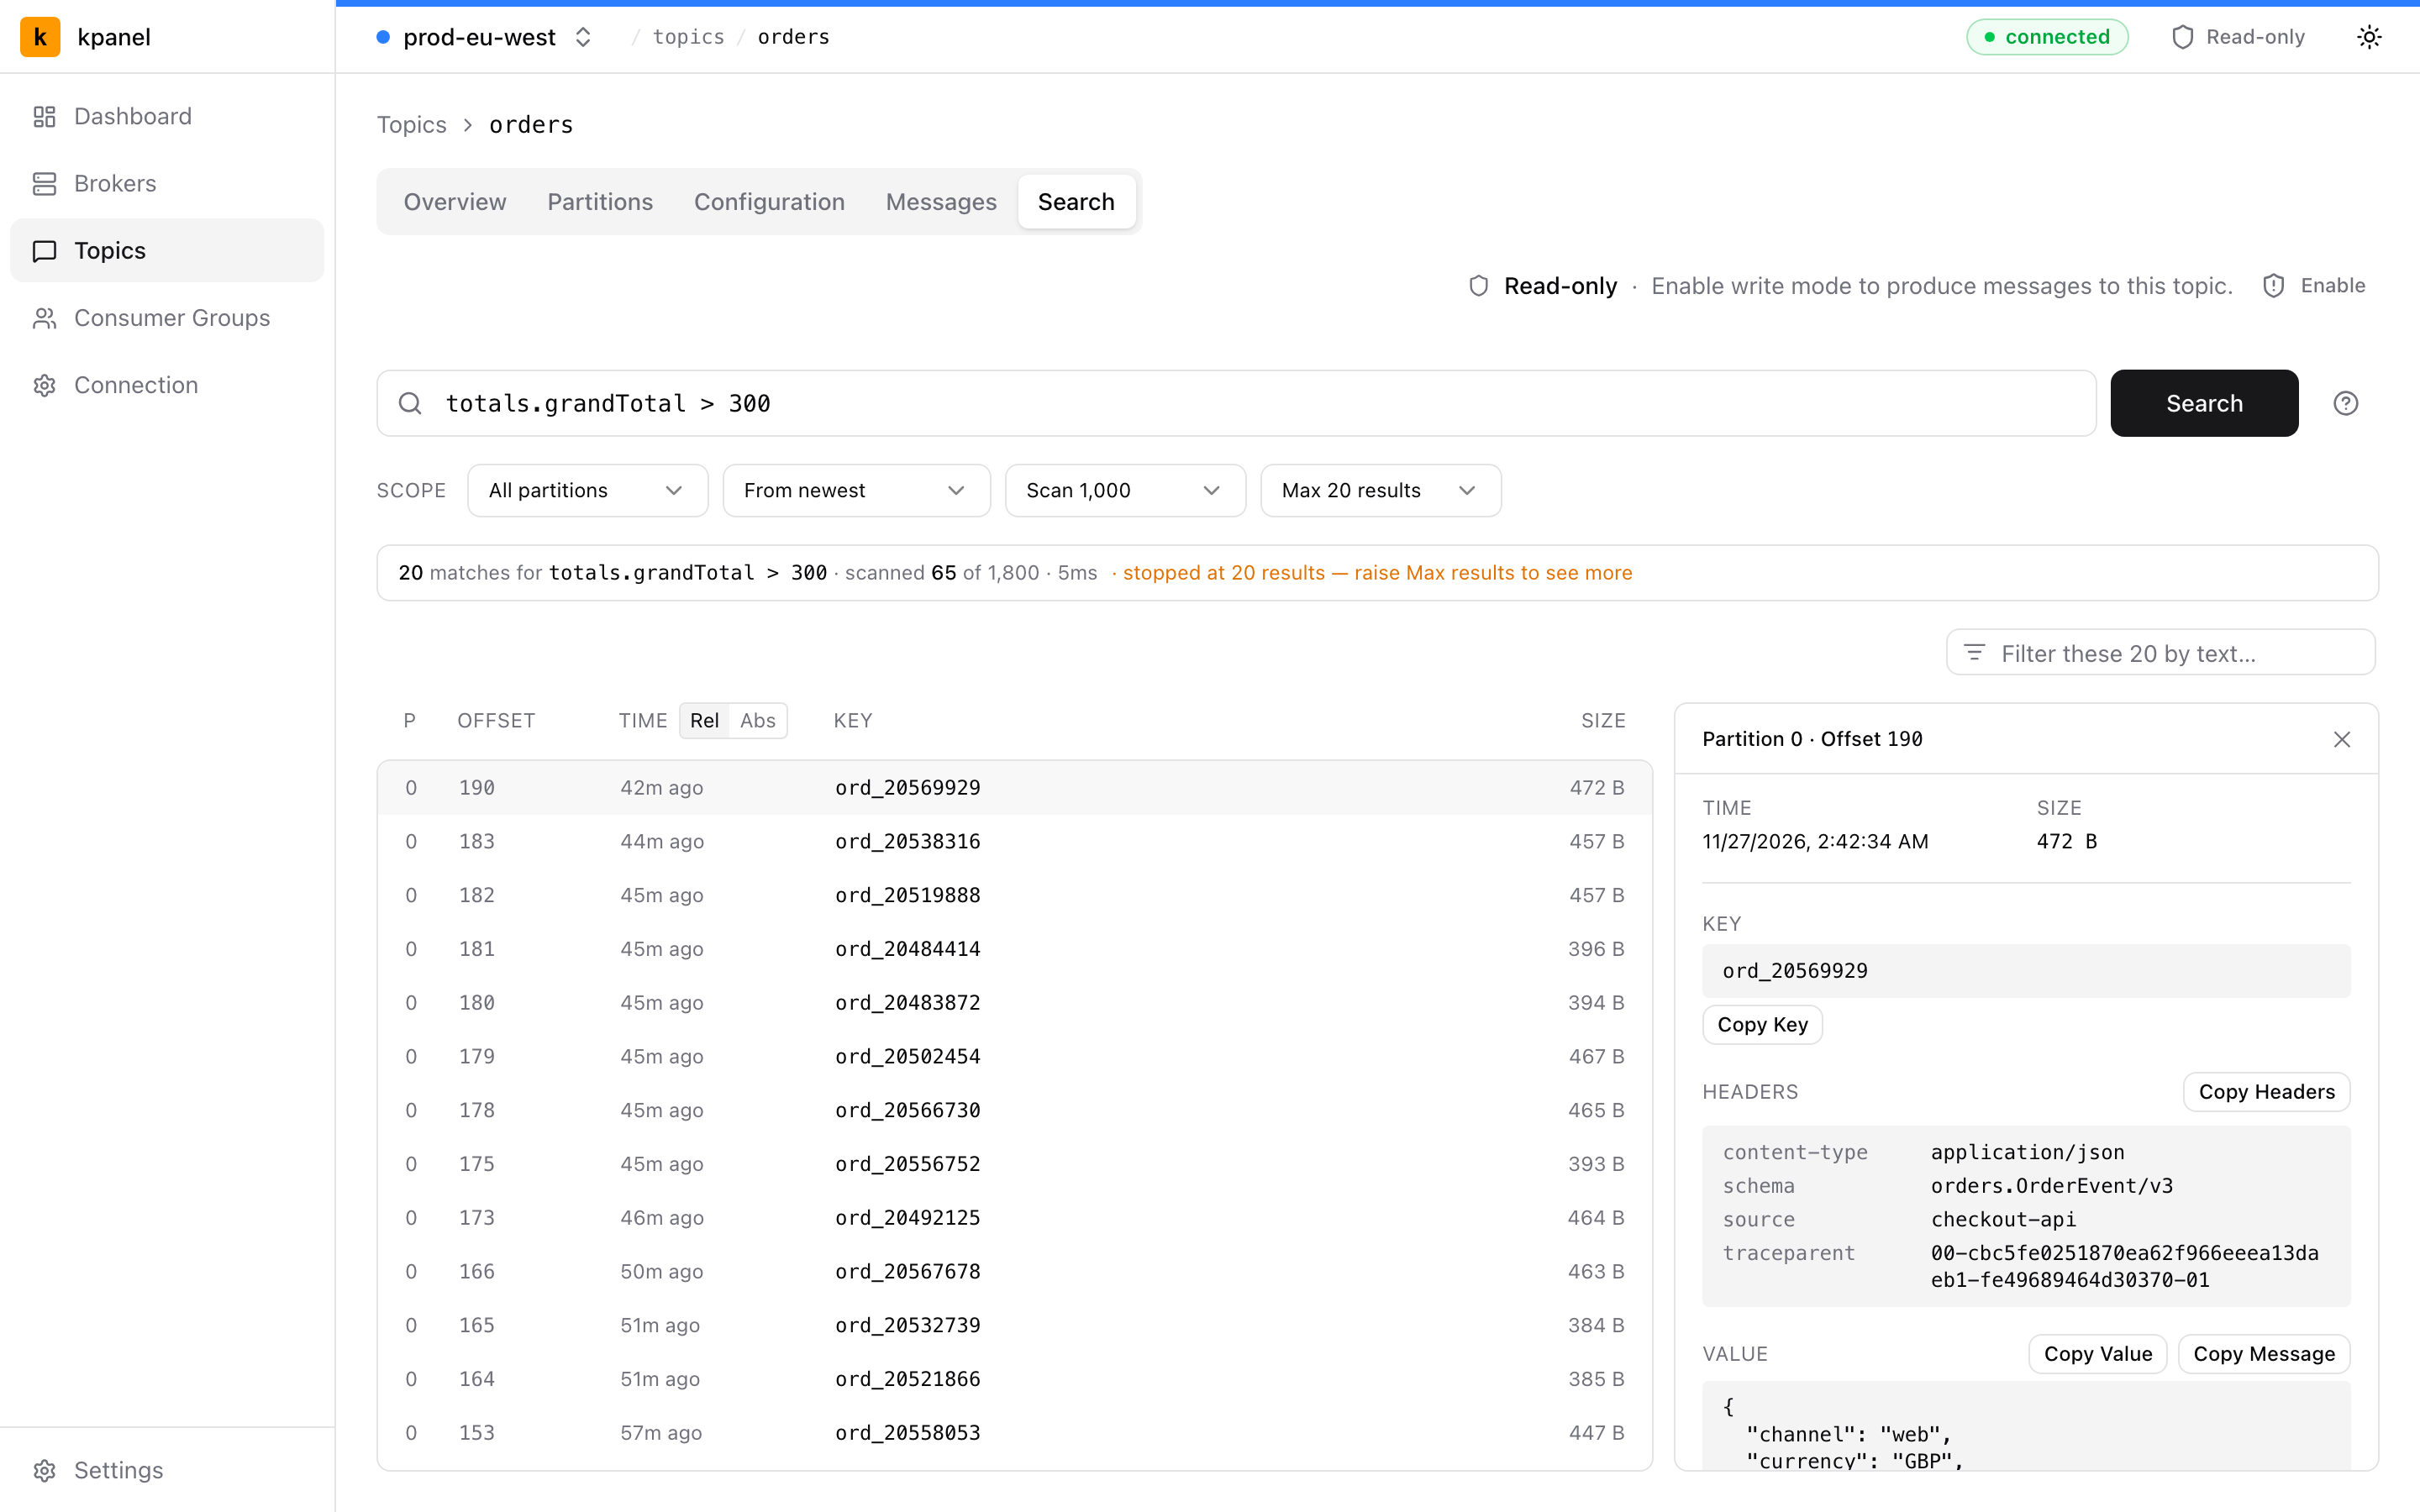 k kpanel
prod-eu-west / topics / orders
connected
Read-only
Dashboard
Brokers
Topics
Consumer Groups
Connection
Settings
Topics > orders
Overview Partitions Configuration Messages Search
Read-only · Enable write mode to produce messages to this topic. Enable
totals.grandTotal > 300
Search
SCOPE All partitions From newest Scan 1,000 Max 20 results
20 matches for totals.grandTotal > 300 · scanned 65 of 1,800 · 5ms · stopped at 20 results — raise Max results to see more
Filter these 20 by text...
P OFFSET TIME Rel Abs KEY SIZE
0 190 42m ago ord_20569929 472 B
0 183 44m ago ord_20538316 457 B
0 182 45m ago ord_20519888 457 B
0 181 45m ago ord_20484414 396 B
0 180 45m ago ord_20483872 394 B
0 179 45m ago ord_20502454 467 B
0 178 45m ago ord_20566730 465 B
0 175 45m ago ord_20556752 393 B
0 173 46m ago ord_20492125 464 B
0 166 50m ago ord_20567678 463 B
0 165 51m ago ord_20532739 384 B
0 164 51m ago ord_20521866 385 B
0 153 57m ago ord_20558053 447 B
Partition 0 · Offset 190
TIME SIZE
11/27/2026, 2:42:34 AM 472 B
KEY
ord_20569929
Copy Key
HEADERS Copy Headers
content-type application/json
schema orders.OrderEvent/v3
source checkout-api
traceparent 00-cbc5fe0251870ea62f966eeea13da
eb1-fe49689464d30370-01
VALUE Copy Value Copy Message
{
"channel": "web",
"currency": "GBP",